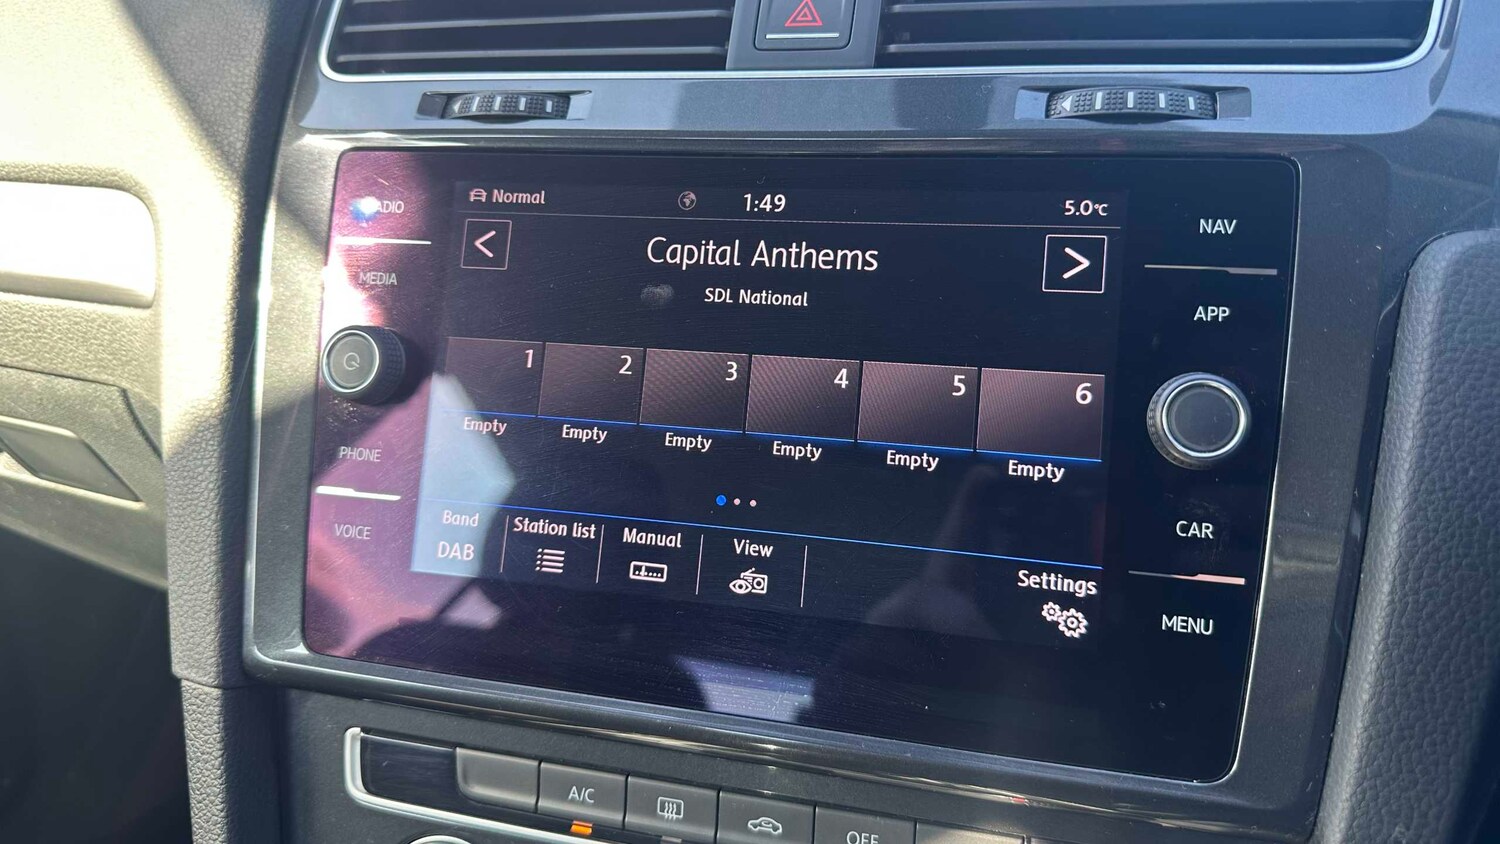 Normal
1:49
5.0°C
Capital Anthems
SDL National
1
2
3
4
5
6
Empty
Empty
Empty
Empty
Empty
Empty
Band
DAB
Station list
Manual
View
Settings
MEDIA
PHONE
VOICE
NAV
APP
CAR
MENU
A/C
OFF